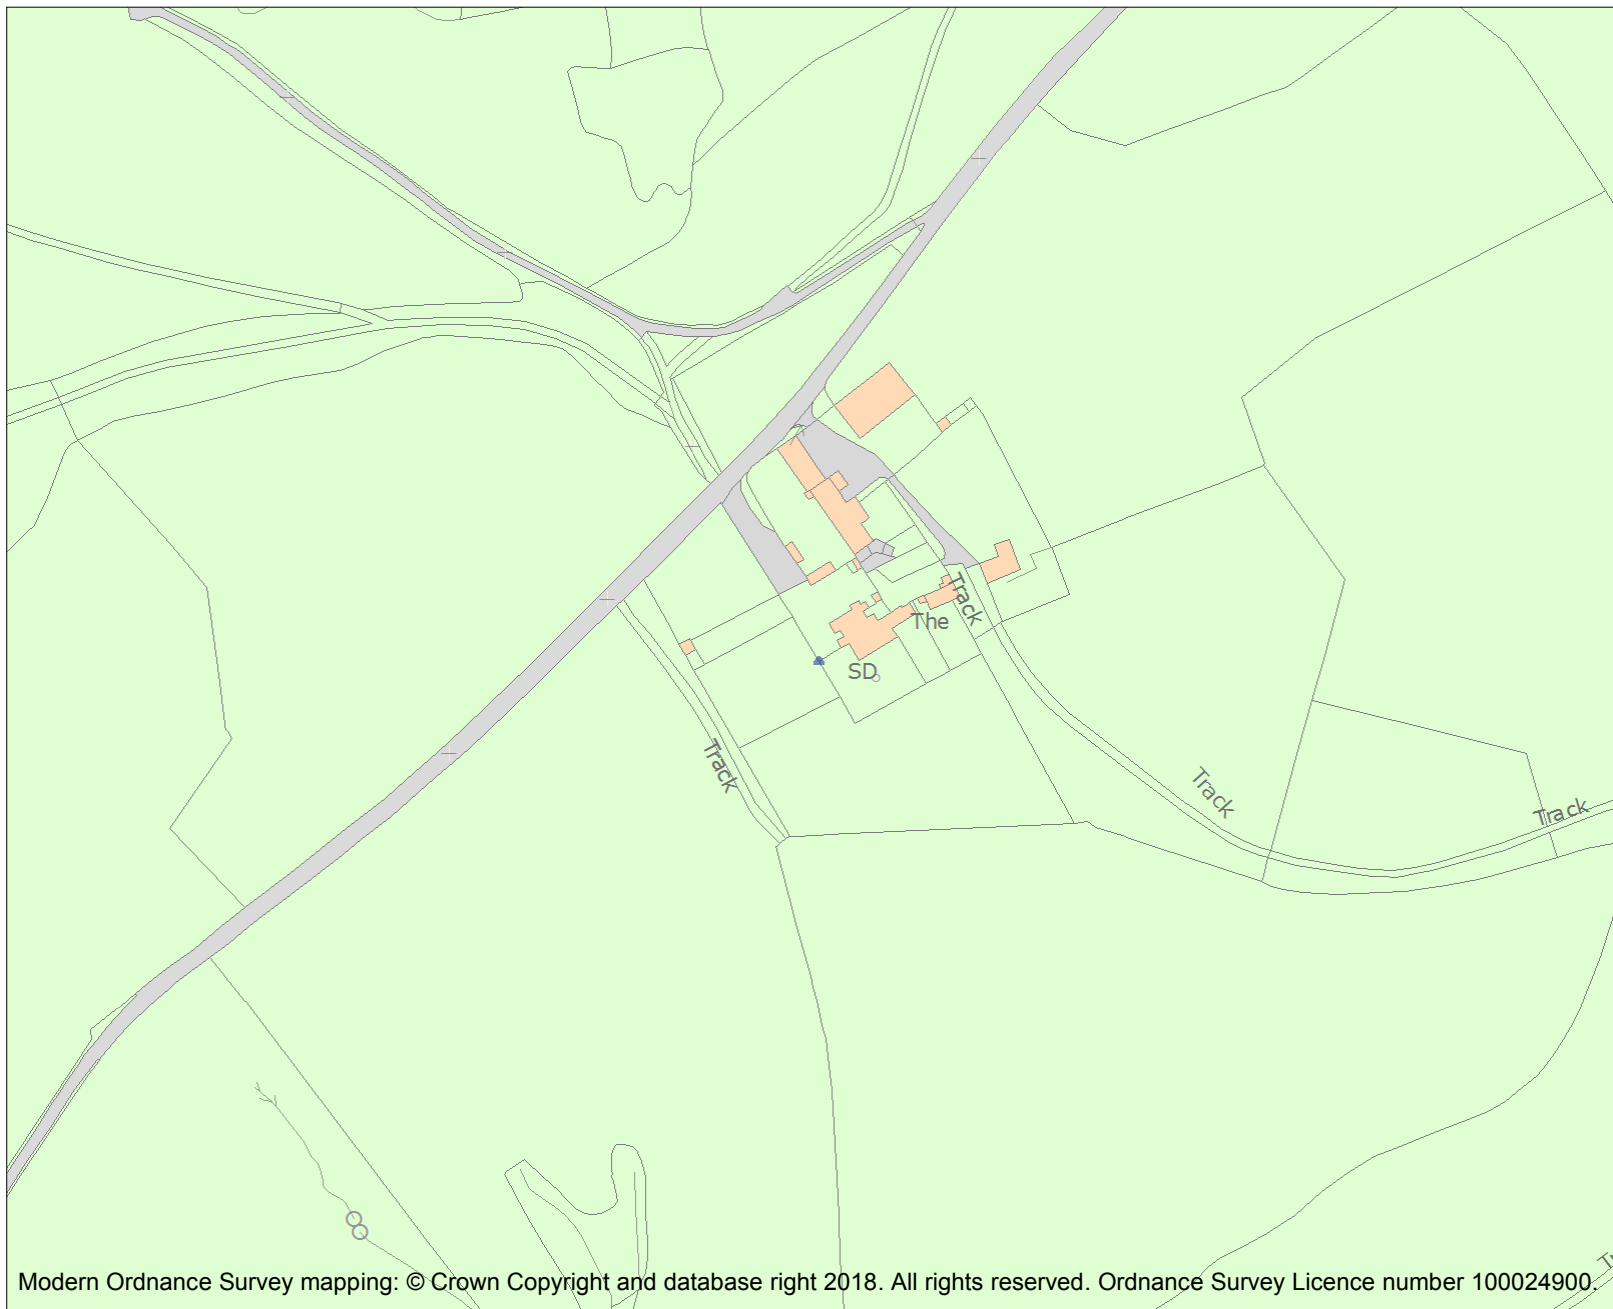 Track
The
SD
Track
Track
Track
Modern Ordnance Survey mapping: © Crown Copyright and database right 2018. All rights reserved. Ordnance Survey Licence number 100024900.